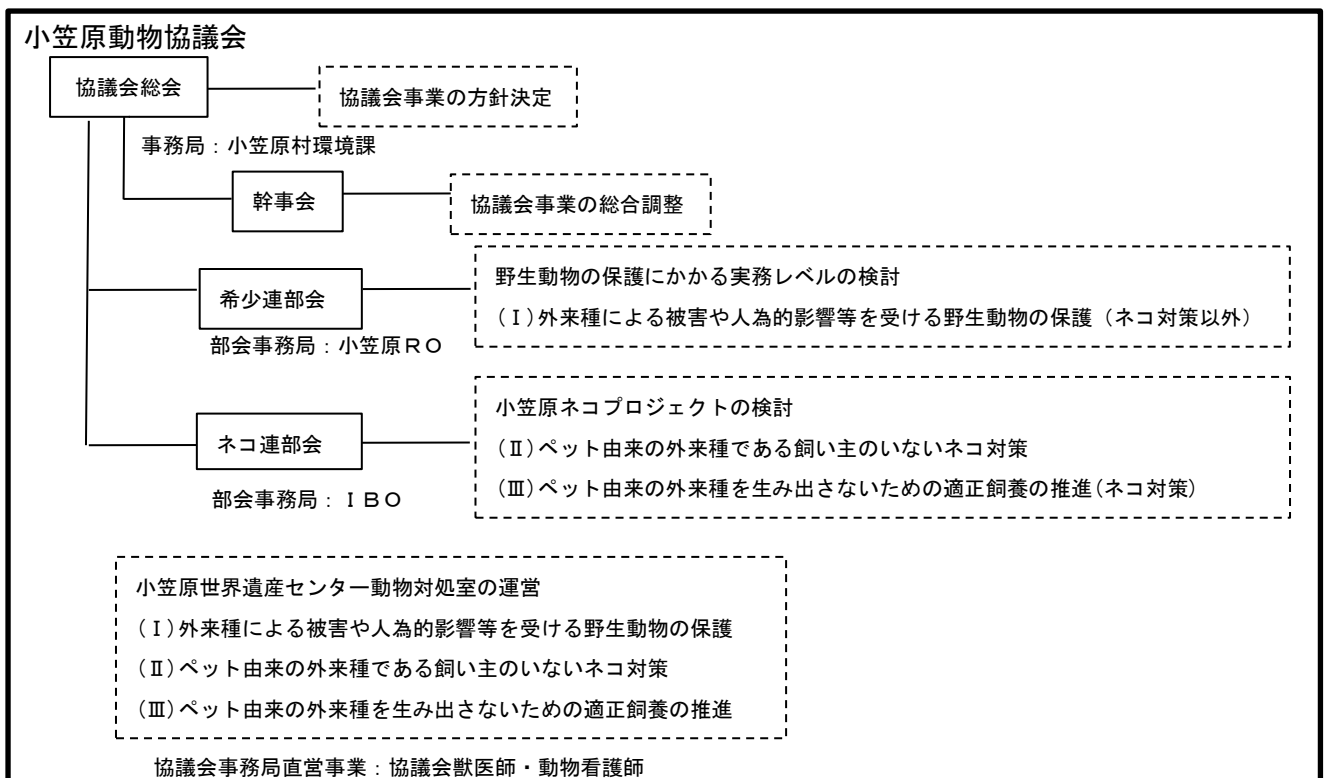 小笠原動物協議会
協議会総会
協議会事業の方針決定
事務局：小笠原村環境課
幹事会
協議会事業の総合調整
希少連部会
野生動物の保護にかかる実務レベルの検討
（Ⅰ）外来種による被害や人為的影響等を受ける野生動物の保護（ネコ対策以外）
部会事務局：小笠原ＲＯ
ネコ連部会
小笠原ネコプロジェクトの検討
（Ⅱ）ペット由来の外来種である飼い主のいないネコ対策
（Ⅲ）ペット由来の外来種を生み出さないための適正飼養の推進（ネコ対策）
部会事務局：ＩＢＯ
小笠原世界遺産センター動物対処室の運営
（Ⅰ）外来種による被害や人為的影響等を受ける野生動物の保護
（Ⅱ）ペット由来の外来種である飼い主のいないネコ対策
（Ⅲ）ペット由来の外来種を生み出さないための適正飼養の推進
協議会事務局直営事業：協議会獣医師・動物看護師